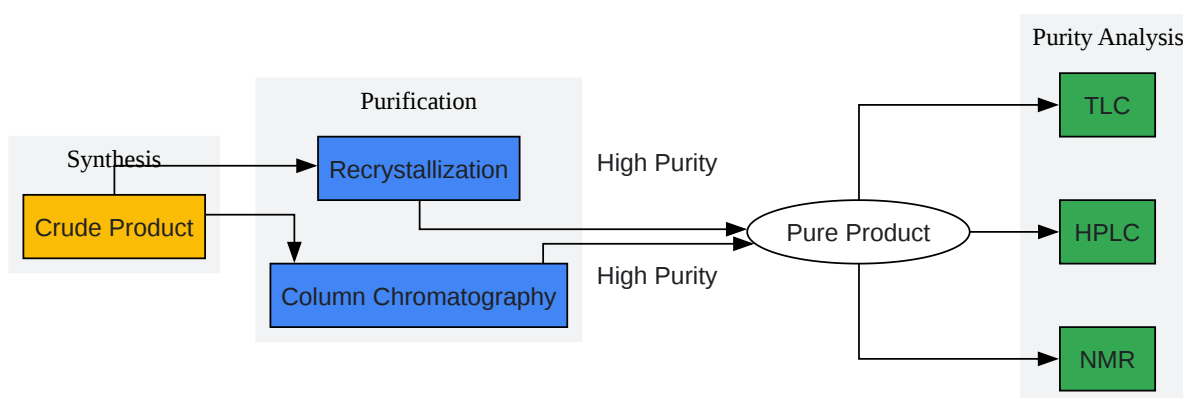 Synthesis
Crude Product
Purification
Recrystallization
Column Chromatography
High Purity
High Purity
Pure Product
Purity Analysis
TLC
HPLC
NMR